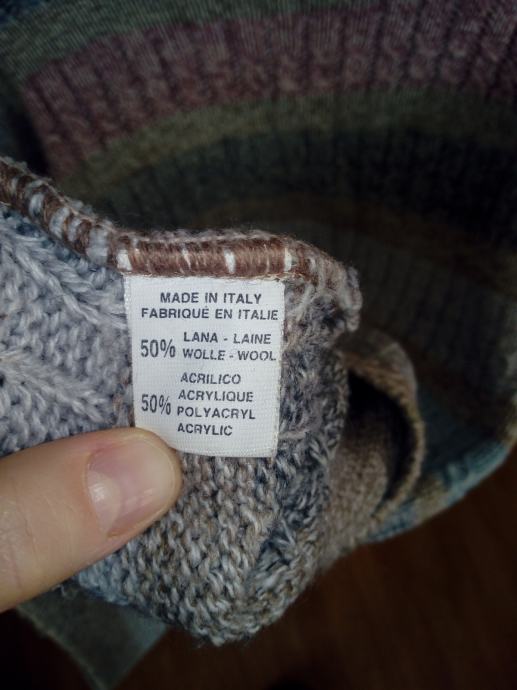 MADE IN ITALY
FABRIQUÉ EN ITALIE
50% LANA - LAINE
WOLLE - WOOL
50% ACRILICO
ACRYLIQUE
POLYACRYL
ACRYLIC